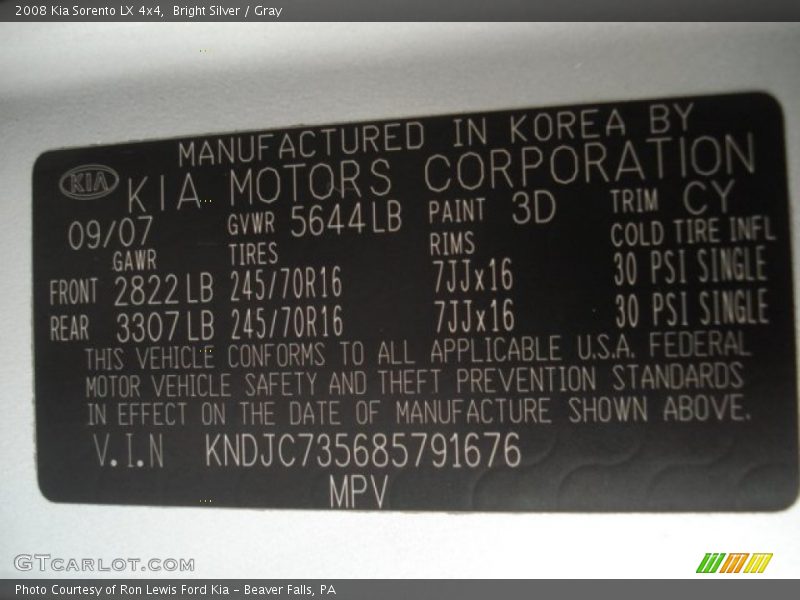 2008 Kia Sorento LX 4x4, Bright Silver / Gray
MANUFACTURED IN KOREA BY
KIA KIA MOTORS CORPORATION
09/07 GVWR 5644LB PAINT 3D TRIM CY
GAWR TIRES RIMS COLD TIRE INFL
FRONT 2822LB 245/70R16 7JJx16 30 PSI SINGLE
REAR 3307LB 245/70R16 7JJx16 30 PSI SINGLE
THIS VEHICLE CONFORMS TO ALL APPLICABLE U.S.A. FEDERAL
MOTOR VEHICLE SAFETY AND THEFT PREVENTION STANDARDS
IN EFFECT ON THE DATE OF MANUFACTURE SHOWN ABOVE.
V.I.N KNDJC735685791676
MPV
GTCARLOT.COM
Photo Courtesy of Ron Lewis Ford Kia - Beaver Falls, PA